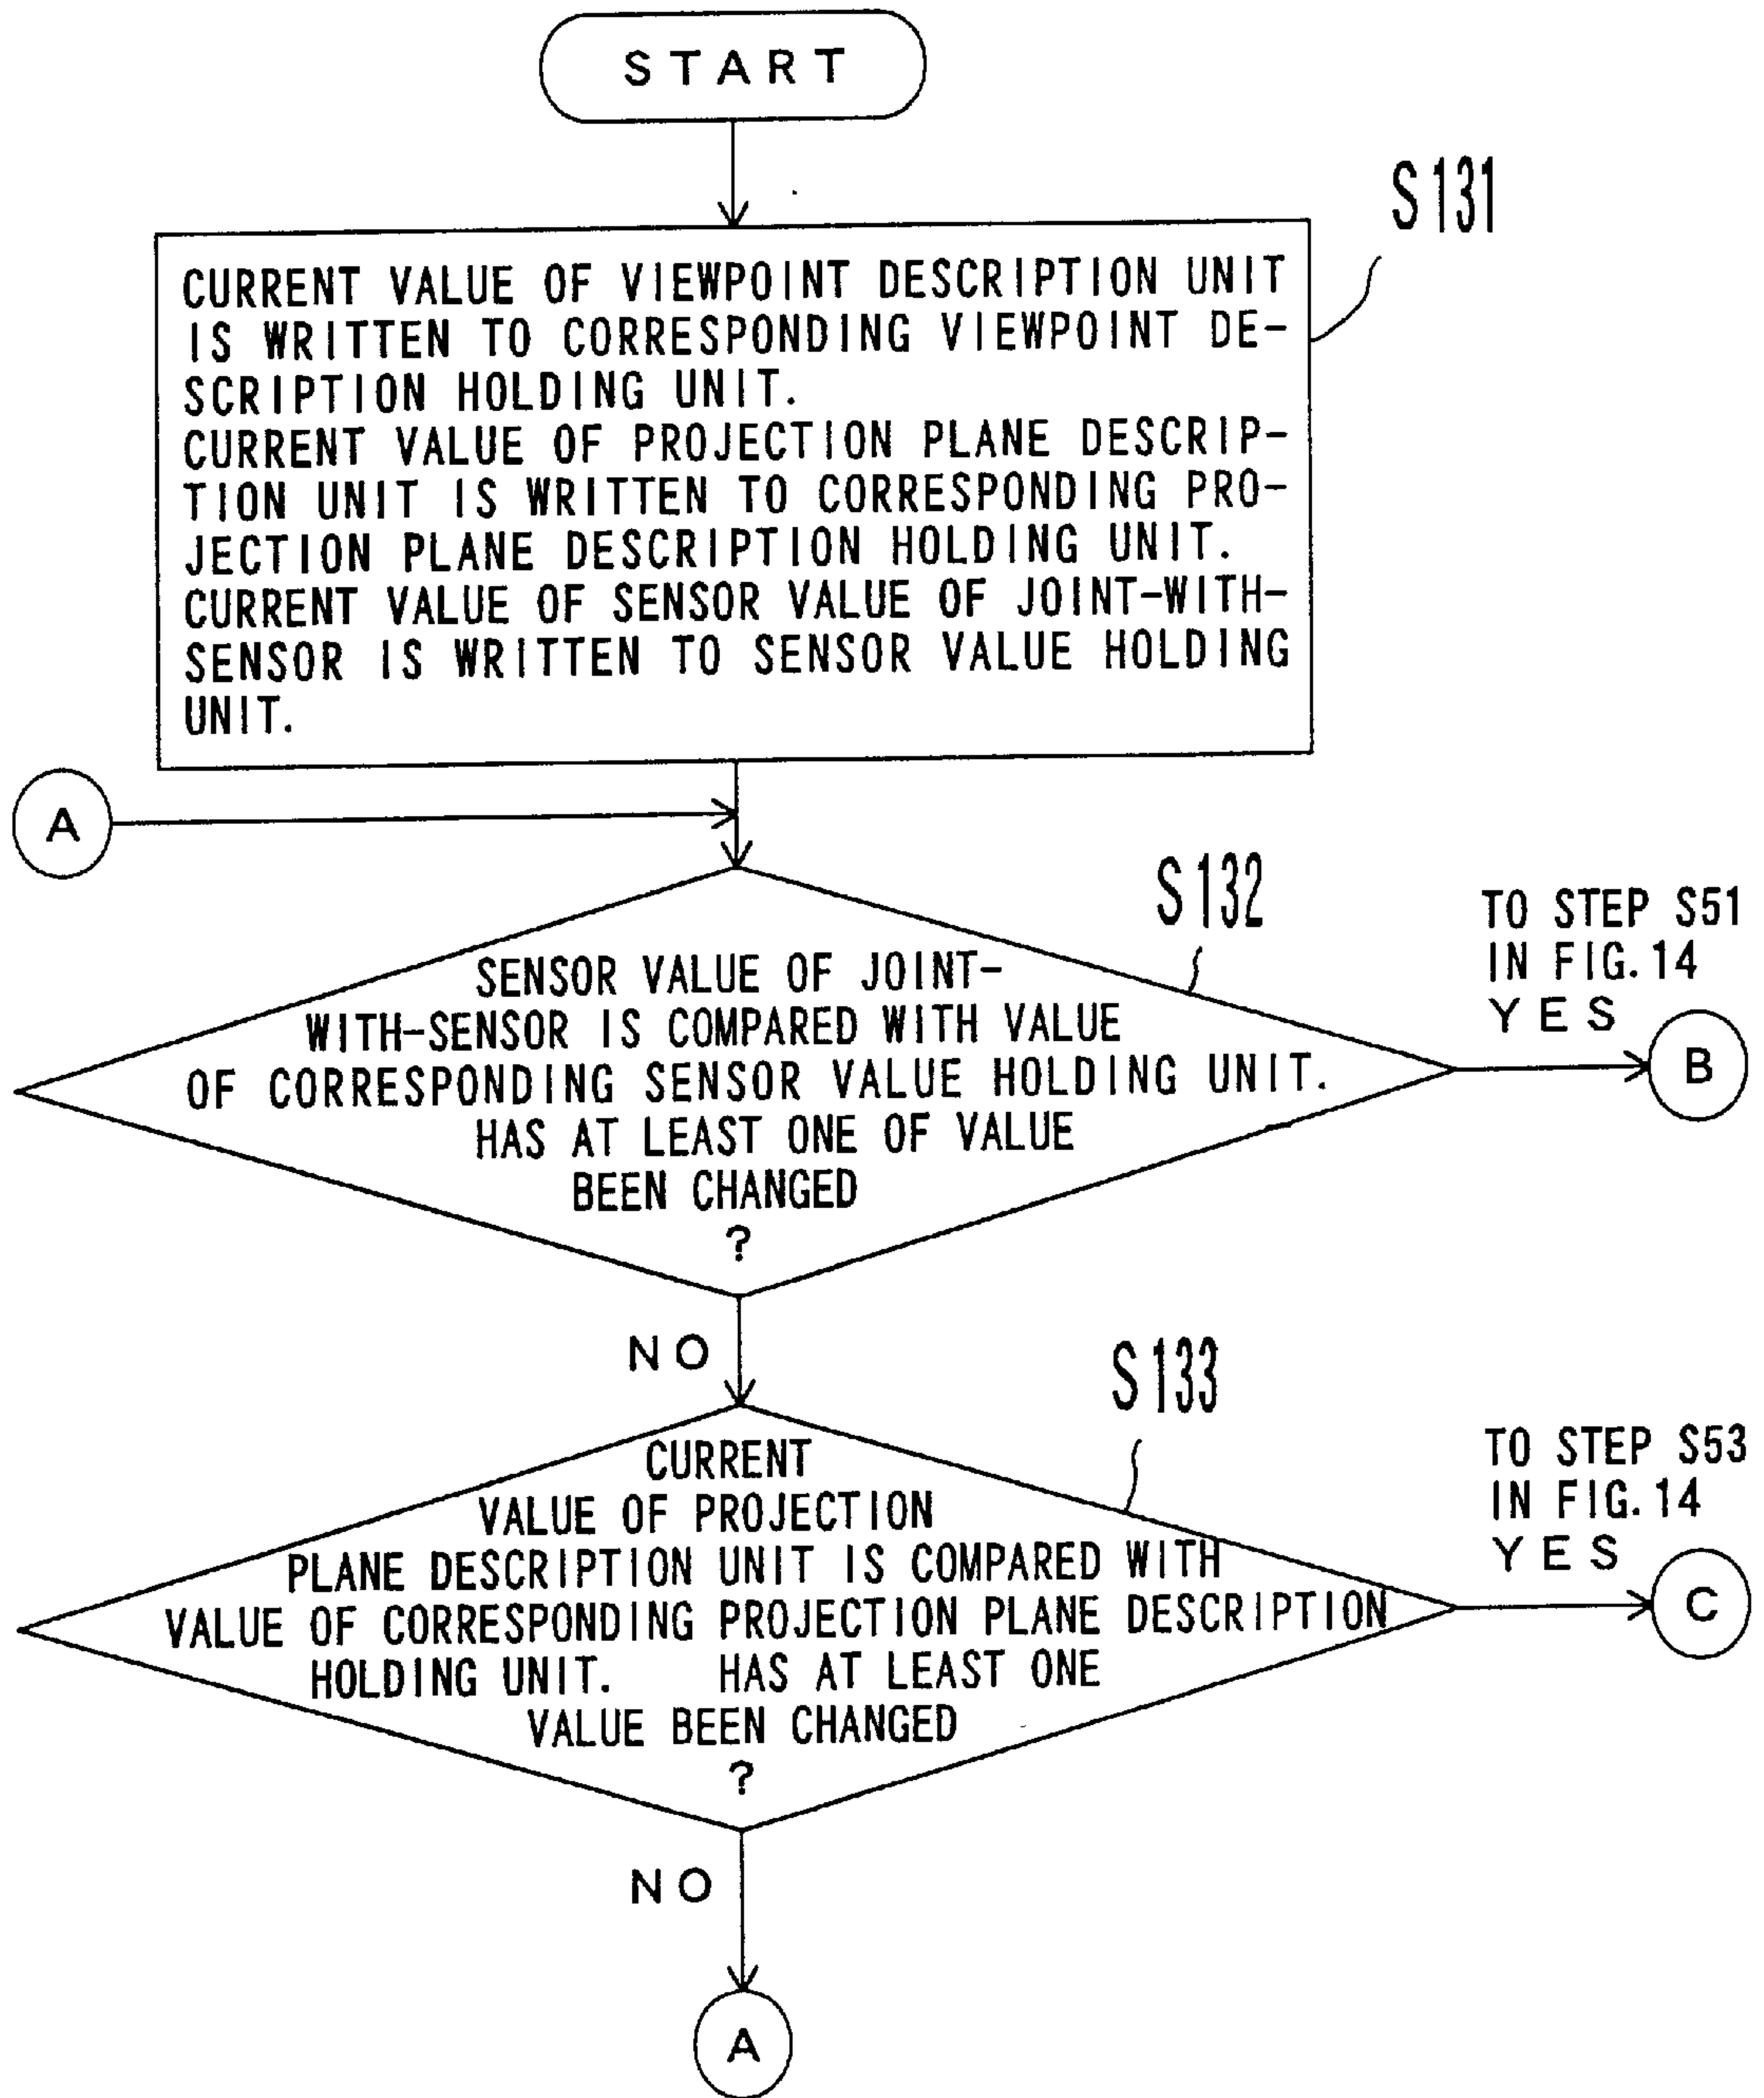 START
S131
CURRENT VALUE OF VIEWPOINT DESCRIPTION UNIT
IS WRITTEN TO CORRESPONDING VIEWPOINT DE-
SCRIPTION HOLDING UNIT.
CURRENT VALUE OF PROJECTION PLANE DESCRIP-
TION UNIT IS WRITTEN TO CORRESPONDING PRO-
JECTION PLANE DESCRIPTION HOLDING UNIT.
CURRENT VALUE OF SENSOR VALUE OF JOINT-WITH-
SENSOR IS WRITTEN TO SENSOR VALUE HOLDING
UNIT.
A
S132
SENSOR VALUE OF JOINT-
WITH-SENSOR IS COMPARED WITH VALUE
OF CORRESPONDING SENSOR VALUE HOLDING UNIT.
HAS AT LEAST ONE OF VALUE
BEEN CHANGED
?
TO STEP S51
IN FIG. 14
YES
B
NO
S133
CURRENT
VALUE OF PROJECTION
PLANE DESCRIPTION UNIT IS COMPARED WITH
VALUE OF CORRESPONDING PROJECTION PLANE DESCRIPTION
HOLDING UNIT. HAS AT LEAST ONE
VALUE BEEN CHANGED
?
TO STEP S53
IN FIG. 14
YES
C
NO
A